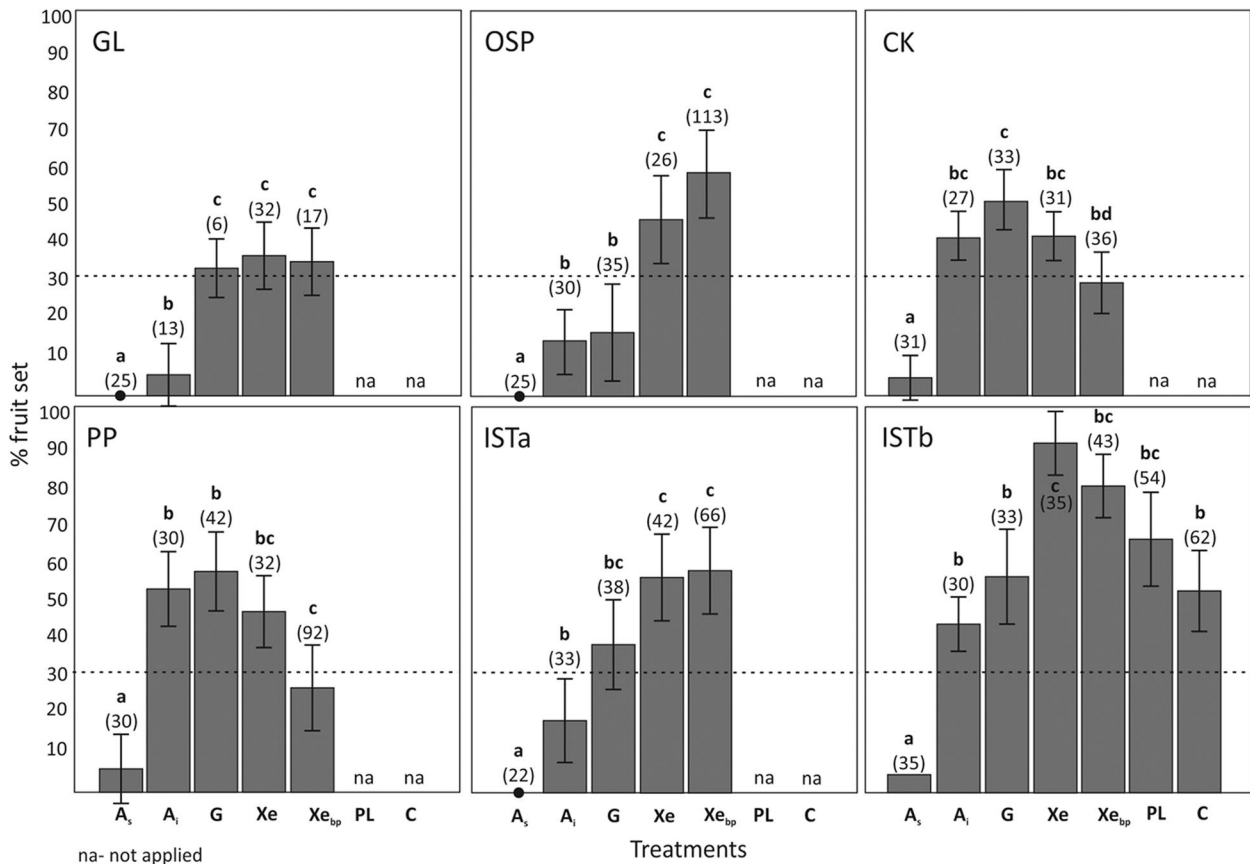 % fruit set
100
90
80
70
60
50
40
30
20
10
GL
a
(25)
b
(13)
c
(6)
c
(32)
c
(17)
na
na
OSP
a
(25)
b
(30)
b
(35)
c
(26)
c
(113)
na
na
CK
a
(31)
bc
(27)
c
(33)
bc
(31)
bd
(36)
na
na
100
90
80
70
60
50
40
30
20
10
PP
a
(30)
b
(30)
b
(42)
bc
(32)
c
(92)
na
na
ISTa
a
(22)
b
(33)
bc
(38)
c
(42)
c
(66)
na
na
ISTb
a
(35)
b
(30)
b
(33)
c
(35)
bc
(43)
bc
(54)
b
(62)
As Ai G Xe Xebp PL C
As Ai G Xe Xebp PL C
As Ai G Xe Xebp PL C
Treatments
na- not applied